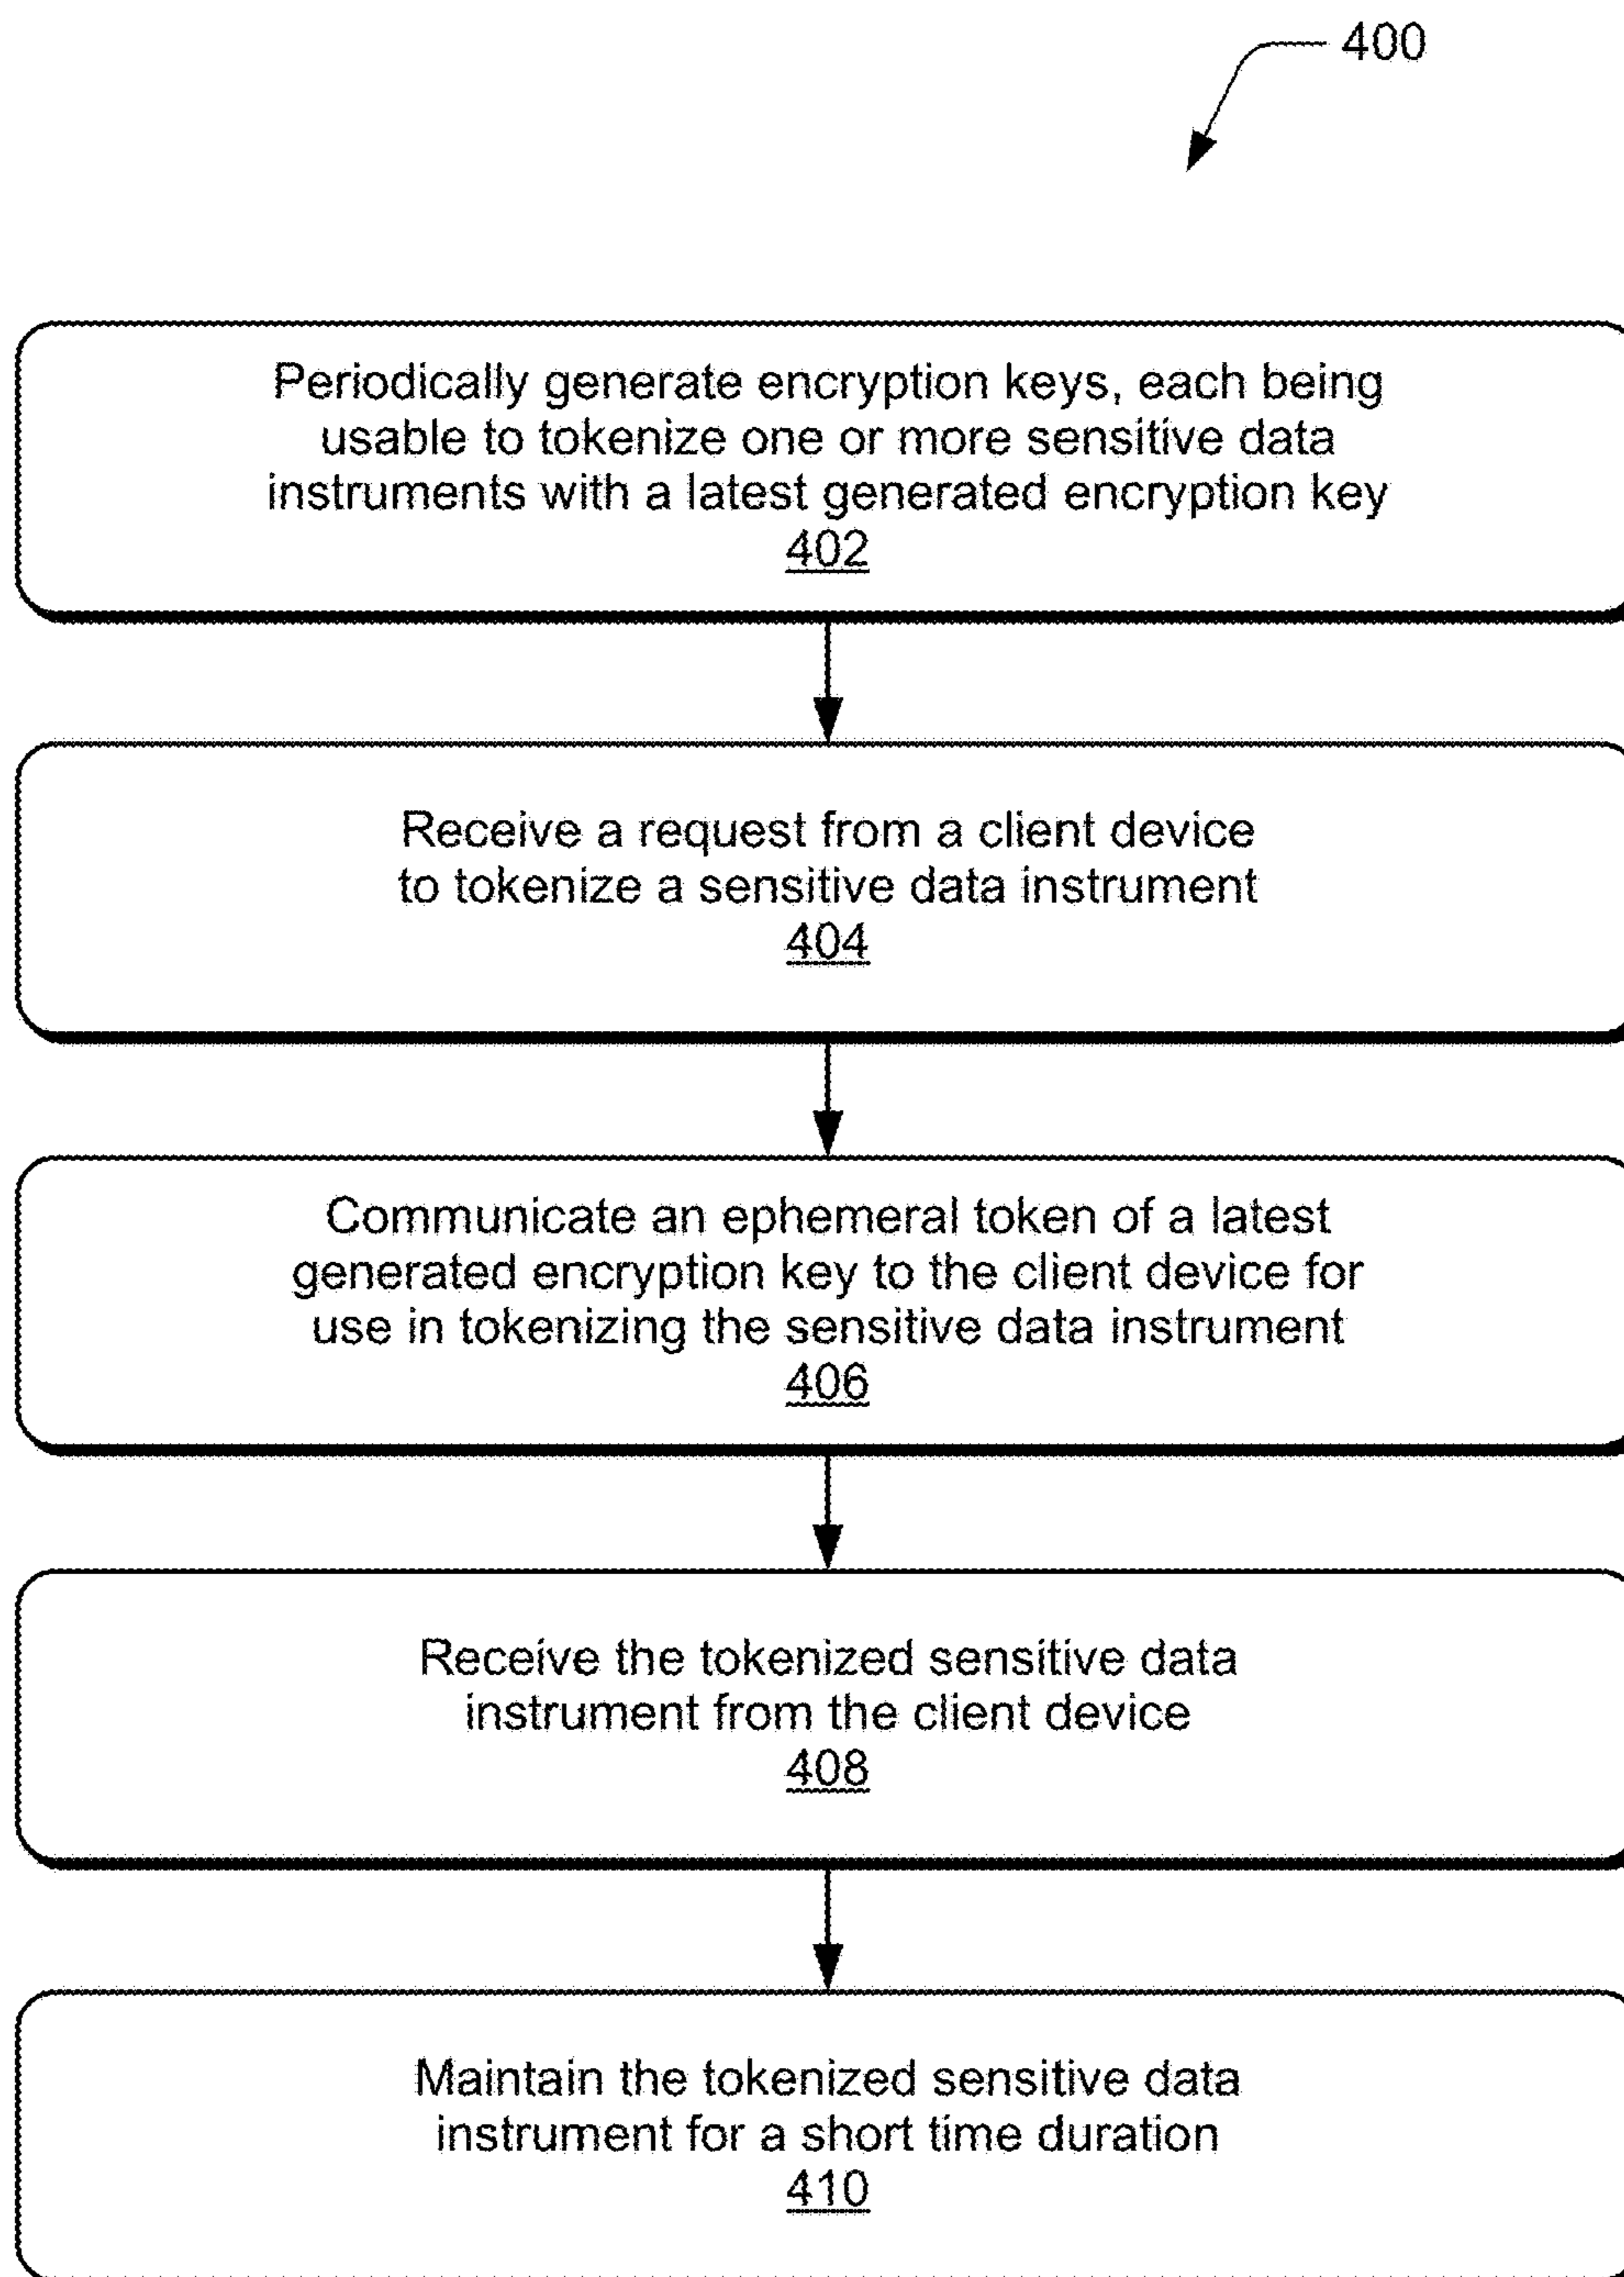 400
Periodically generate encryption keys, each being
usable to tokenize one or more sensitive data
instruments with a latest generated encryption key
402
Receive a request from a client device
to tokenize a sensitive data instrument
404
Communicate an ephemeral token of a latest
generated encryption key to the client device for
use in tokenizing the sensitive data instrument
406
Receive the tokenized sensitive data
instrument from the client device
408
Maintain the tokenized sensitive data
instrument for a short time duration
410